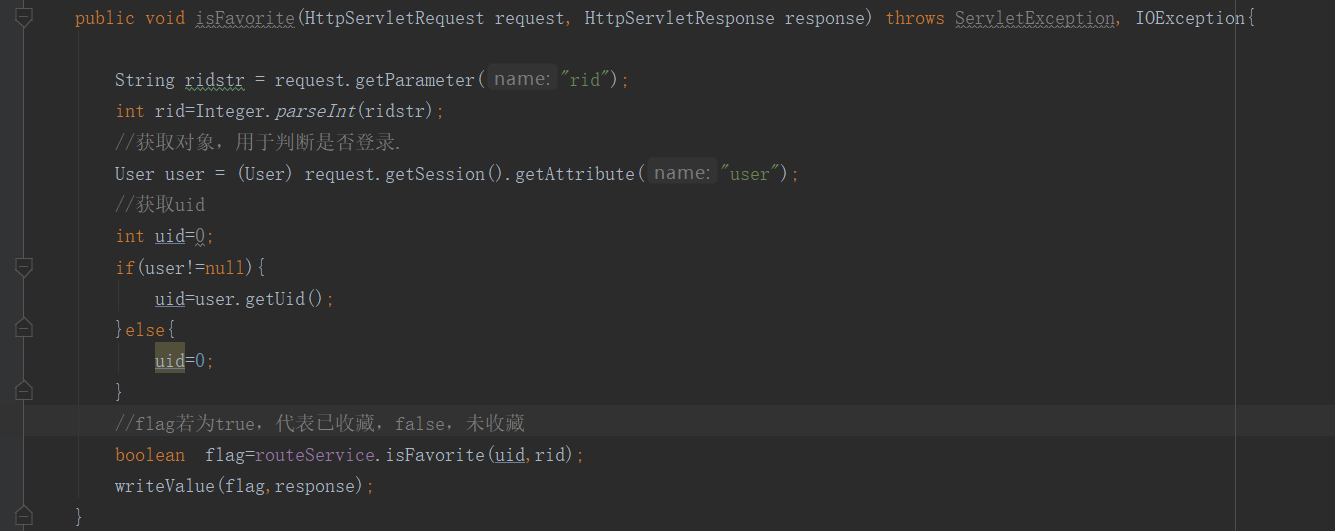 public void isFavorite(HttpServletRequest request, HttpServletResponse response) throws ServletException, IOException{
String ridstr = request.getParameter( name: "rid");
int rid=Integer.parseInt(ridstr);
//获取对象，用于判断是否登录.
User user = (User) request.getSession().getAttribute( name: "user");
//获取uid
int uid=0;
if(user!=null){
uid=user.getUid();
}else{
uid=0;
}
//flag若为true，代表已收藏，false，未收藏
boolean  flag=routeService.isFavorite(uid,rid);
writeValue(flag,response);
}